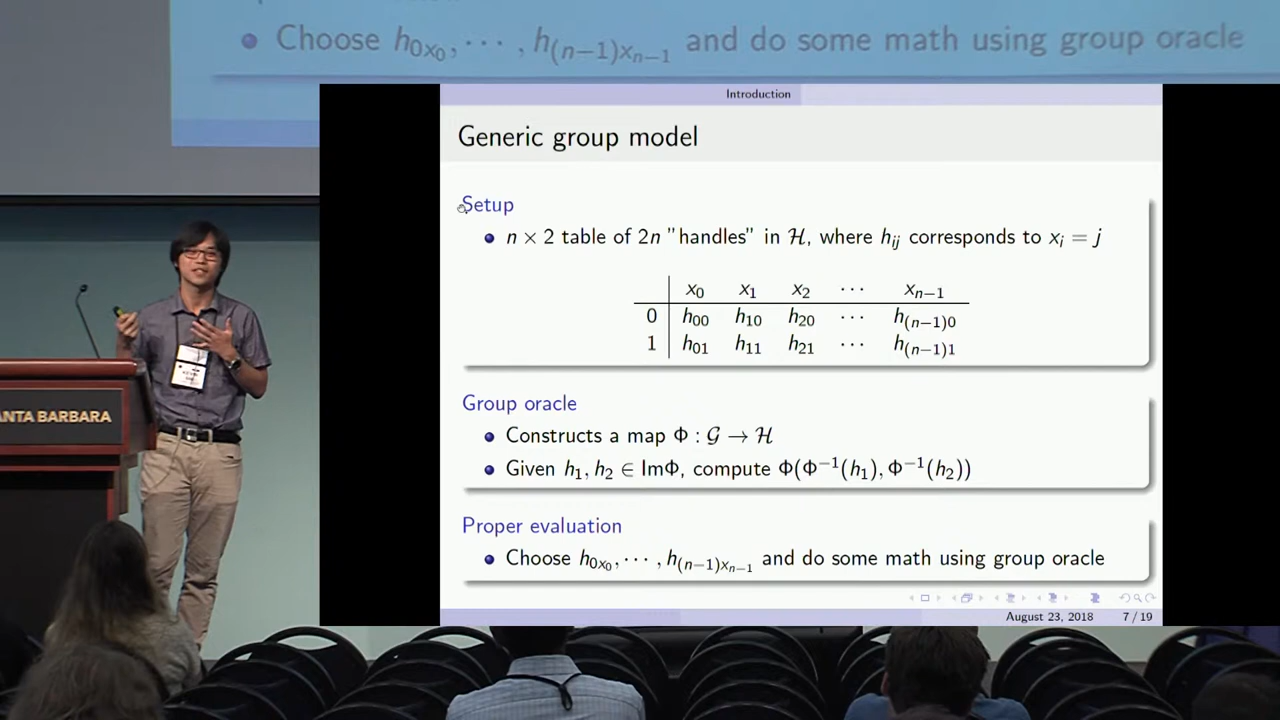 Choose h₀ₓ₀, ⋯ , h₍ₙ₋₁₎ₓₙ₋₁ and do some math using group oracle
Introduction
Generic group model
Setup
n × 2 table of 2n "handles" in ℋ, where hᵢⱼ corresponds to xᵢ = j
x₀ x₁ x₂ ⋯ xₙ₋₁
0 h₀₀ h₁₀ h₂₀ ⋯ h₍ₙ₋₁₎₀
1 h₀₁ h₁₁ h₂₁ ⋯ h₍ₙ₋₁₎₁
Group oracle
Constructs a map Φ : 𝒢 → ℋ
Given h₁, h₂ ∈ ImΦ, compute Φ(Φ⁻¹(h₁), Φ⁻¹(h₂))
Proper evaluation
Choose h₀ₓ₀, ⋯ , h₍ₙ₋₁₎ₓₙ₋₁ and do some math using group oracle
August 23, 2018 7 / 19
ANTA BARBARA
KEVIN